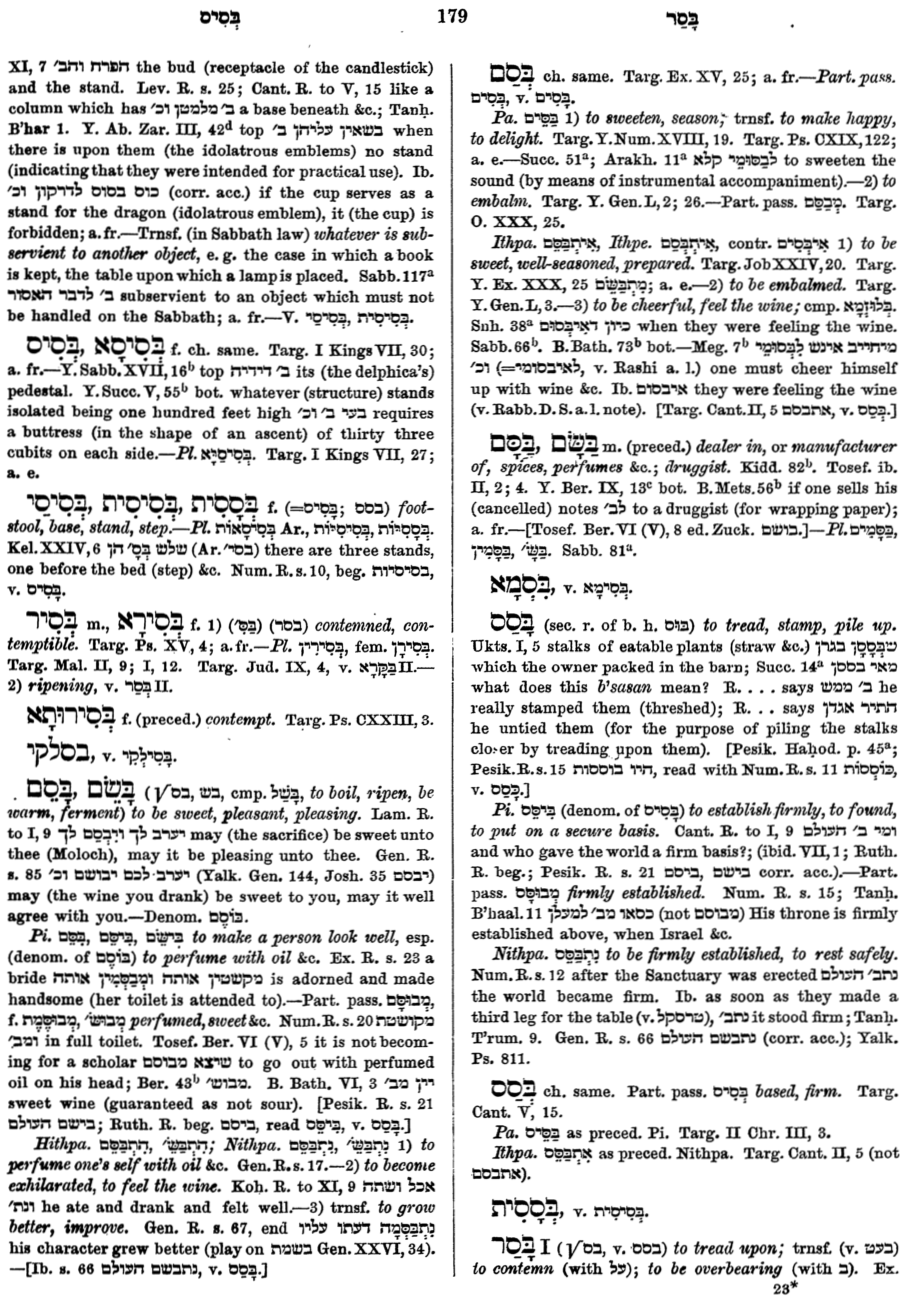 בְּסִיס
179
בָּסַר
XI, 7 הפרח והב׳ the bud (receptacle of the candlestick)
and the stand. Lev. R. s. 25; Cant. R. to V, 15 like a
column which has ב׳ מלמטן וכ׳ a base beneath &c.; Tanḥ.
B'har 1. Y. Ab. Zar. III, 42ᵈ top בשאין עליהן ב׳ when
there is upon them (the idolatrous emblems) no stand
(indicating that they were intended for practical use). Ib.
כוס בסוס לדרקון וכ׳ (corr. acc.) if the cup serves as a
stand for the dragon (idolatrous emblem), it (the cup) is
forbidden; a. fr.—Trnsf. (in Sabbath law) whatever is sub-
servient to another object, e. g. the case in which a book
is kept, the table upon which a lamp is placed. Sabb. 117ᵃ
ב׳ לדבר האסור subservient to an object which must not
be handled on the Sabbath; a. fr.—V. בְּסִיסִית, בְּסִיסֵי.
בְּסִיסָא, בְּסִיס f. ch. same. Targ. I Kings VII, 30;
a. fr.—Y. Sabb. XVII, 16ᵇ top ב׳ דידיה its (the delphica's)
pedestal. Y. Succ. V, 55ᵇ bot. whatever (structure) stands
isolated being one hundred feet high בעי ב׳ וכ׳ requires
a buttress (in the shape of an ascent) of thirty three
cubits on each side.—Pl. בְּסִיסַיָּא. Targ. I Kings VII, 27;
a. e.
בְּסָסִית, בְּסִיסִית, בְּסִיסֵי f. (=בְּסִיס; בסס) foot-
stool, base, stand, step.—Pl. בְּסִיסָאוֹת Ar., בְּסִיסִיּוֹת, בְּסָסִיּוֹת.
Kel. XXIV, 6 שלש בְּסִ׳ הן (Ar. בסי׳) there are three stands,
one before the bed (step) &c. Num. R. s. 10, beg. בסיסיות,
v. בָּסִיס.
בְּסִיר m., בְּסִירָא f. 1) (בְּשִׂ׳) (בסר) contemned, con-
temptible. Targ. Ps. XV, 4; a. fr.—Pl. בְּסִירִין, fem. בְּסִירָן.
Targ. Mal. II, 9; I, 12. Targ. Jud. IX, 4, v. בַּקְרָא II.—
2) ripening, v. בְּסַר II.
בְּסִירוּתָא f. (preced.) contempt. Targ. Ps. CXXIII, 3.
בסלקי, v. בְּסִילְקֵי.
בָּסֵם, בָּשֵׂם (√בש, בס, cmp. בָּשַׁל, to boil, ripen, be
warm, ferment) to be sweet, pleasant, pleasing. Lam. R.
to I, 9 יערב לך ויבסם לך may (the sacrifice) be sweet unto
thee (Moloch), may it be pleasing unto thee. Gen. R.
s. 85 יערב לכם יבושם וכ׳ (Yalk. Gen. 144, Josh. 35 יבסם)
may (the wine you drank) be sweet to you, may it well
agree with you.—Denom. בּוֹסֶם.
Pi. בִּישֵּׂם, בִּיסֵּם, בִּסֵּם to make a person look well, esp.
(denom. of בּוֹסֶם) to perfume with oil &c. Ex. R. s. 23 a
bride מקשטין אותה וּמְבַסְּמִין אותה is adorned and made
handsome (her toilet is attended to).—Part. pass. מְבוּסָּם,
f. מְבוּסֶּמֶת, מְבוּשּׂ׳ perfumed, sweet &c. Num. R. s. 20 מקושטת
ומב׳ in full toilet. Tosef. Ber. VI (V), 5 it is not becom-
ing for a scholar שיצא מבוסם to go out with perfumed
oil on his head; Ber. 43ᵇ מבוש׳. B. Bath. VI, 3 יין מב׳
sweet wine (guaranteed as not sour). [Pesik. R. s. 21
בישם העולם; Ruth. R. beg. ביסם, read בִּיסֵּס, v. בָּסַס.]
Hithpa. הִתְבַּסֵּם, הִתְבַּשּׂ׳; Nithpa. נִתְבַּסֵּם, נִתְבַּשּׂ׳ 1) to
perfume one's self with oil &c. Gen. R. s. 17.—2) to become
exhilarated, to feel the wine. Koh. R. to XI, 9 אכל ושתה
ונת׳ he ate and drank and felt well.—3) trnsf. to grow
better, improve. Gen. R. s. 67, end נִתְבַּסְּמָה דעתו עליו
his character grew better (play on בשמת Gen. XXVI, 34).
—[Ib. s. 66 נתבשם העולם, v. בָּסַס.]
בְּסַם ch. same. Targ. Ex. XV, 25; a. fr.—Part. pass.
בְּסִים, v. בַּסִּים.
Pa. בַּסֵּים 1) to sweeten, season; trnsf. to make happy,
to delight. Targ. Y. Num. XVIII, 19. Targ. Ps. CXIX, 122;
a. e.—Succ. 51ᵃ; Arakh. 11ᵃ לְבַסּוּמֵי קלא to sweeten the
sound (by means of instrumental accompaniment).—2) to
embalm. Targ. Y. Gen. L, 2; 26.—Part. pass. מְבַסַּם. Targ.
O. XXX, 25.
Ithpa. אִיתְבַּסֵּם, Ithpe. אִיתְבְּסֵם, contr. אִיבְּסִים 1) to be
sweet, well-seasoned, prepared. Targ. Job XXIV, 20. Targ.
Y. Ex. XXX, 25 מִתְבַּשֵּׂם; a. e.—2) to be embalmed. Targ.
Y. Gen. L, 3.—3) to be cheerful, feel the wine; cmp. בְּלוּזְמָא.
Snh. 38ᵃ כיון דאִיבְּסוּם when they were feeling the wine.
Sabb. 66ᵇ. B. Bath. 73ᵇ bot.—Meg. 7ᵇ מיחייב אינש לְבַסּוּמֵי
וכ׳ (=לאיבסומי, v. Rashi a. l.) one must cheer himself
up with wine &c. Ib. איבסום they were feeling the wine
(v. Rabb. D. S. a. l. note). [Targ. Cant. II, 5 אתבסם, v. בְּסַס.]
בַּסָּם, בַּשָּׂם m. (preced.) dealer in, or manufacturer
of, spices, perfumes &c.; druggist. Kidd. 82ᵇ. Tosef. ib.
II, 2; 4. Y. Ber. IX, 13ᶜ bot. B. Mets. 56ᵇ if one sells his
(cancelled) notes לב׳ to a druggist (for wrapping paper);
a. fr.—[Tosef. Ber. VI (V), 8 ed. Zuck. בושם.]—Pl. בַּסָּמִים,
בַּסָּמִין, בַּשָּׂ׳. Sabb. 81ᵃ.
בִּסְמָא, v. בְּסִימָא.
בָּסַס (sec. r. of b. h. בוס) to tread, stamp, pile up.
Ukts. I, 5 stalks of eatable plants (straw &c.) שבְּסָסָן בגרן
which the owner packed in the barn; Succ. 14ᵃ מאי בססן
what does this b'sasan mean? R. . . . says ב׳ ממש he
really stamped them (threshed); R. . . says התיר אגדן
he untied them (for the purpose of piling the stalks
closer by treading upon them). [Pesik. Haḥod. p. 45ᵃ;
Pesik. R. s. 15 היו בוססות, read with Num. R. s. 11 כּוֹסְסוֹת,
v. כָּסַס.]
Pi. בִּיסֵּס (denom. of בָּסִיס) to establish firmly, to found,
to put on a secure basis. Cant. R. to I, 9 ומי ב׳ העולם
and who gave the world a firm basis?; (ibid. VII, 1; Ruth.
R. beg.; Pesik. R. s. 21 בישם, ביסם corr. acc.).—Part.
pass. מְבוּסָּס firmly established. Num. R. s. 15; Tanḥ.
B'haal. 11 כסאו מב׳ למעלן (not מבוסם) His throne is firmly
established above, when Israel &c.
Nithpa. נִתְבַּסֵּס to be firmly established, to rest safely.
Num. R. s. 12 after the Sanctuary was erected נתב׳ העולם
the world became firm. Ib. as soon as they made a
third leg for the table (v. טרסקל), נתב׳ it stood firm; Tanḥ.
T'rum. 9. Gen. R. s. 66 נתבשם העולם (corr. acc.); Yalk.
Ps. 811.
בְּסַס ch. same. Part. pass. בְּסִיס based, firm. Targ.
Cant. V, 15.
Pa. בַּסֵּיס as preced. Pi. Targ. II Chr. III, 3.
Ithpa. אִתְבַּסַּס as preced. Nithpa. Targ. Cant. II, 5 (not
אתבסם).
בְּסָסִית, v. בְּסִיסִית.
בָּסַר I (√בס, v. בסס) to tread upon; trnsf. (v. בעט)
to contemn (with על); to be overbearing (with ב). Ex.
23*